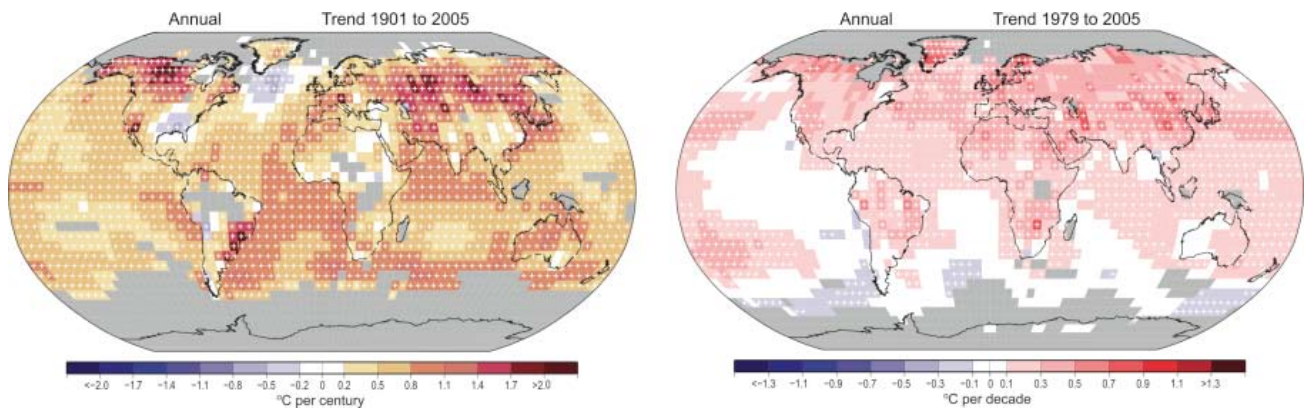 Annual Trend 1901 to 2005
<-2.0 −1.7 −1.4 −1.1 −0.8 −0.5 −0.2 0 0.2 0.5 0.8 1.1 1.4 1.7 >2.0
°C per century
Annual Trend 1979 to 2005
<-1.3 −1.1 −0.9 −0.7 −0.5 −0.3 −0.1 0 0.1 0.3 0.5 0.7 0.9 1.1 >1.3
°C per decade